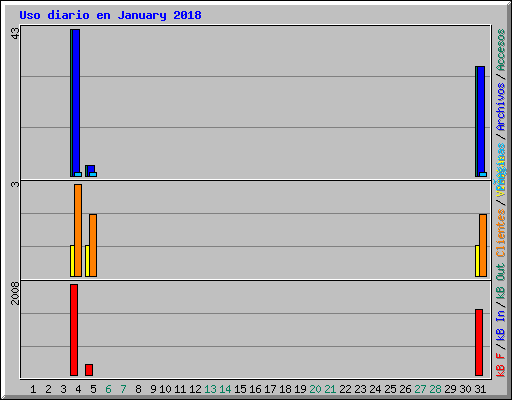 Uso diario en January 2018
43
3
2008
kB F / kB In / kB Out Clientes / / Archivos / Accesos
1 2 3 4 5 6 7 8 9 10 11 12 13 14 15 16 17 18 19 20 21 22 23 24 25 26 27 28 29 30 31